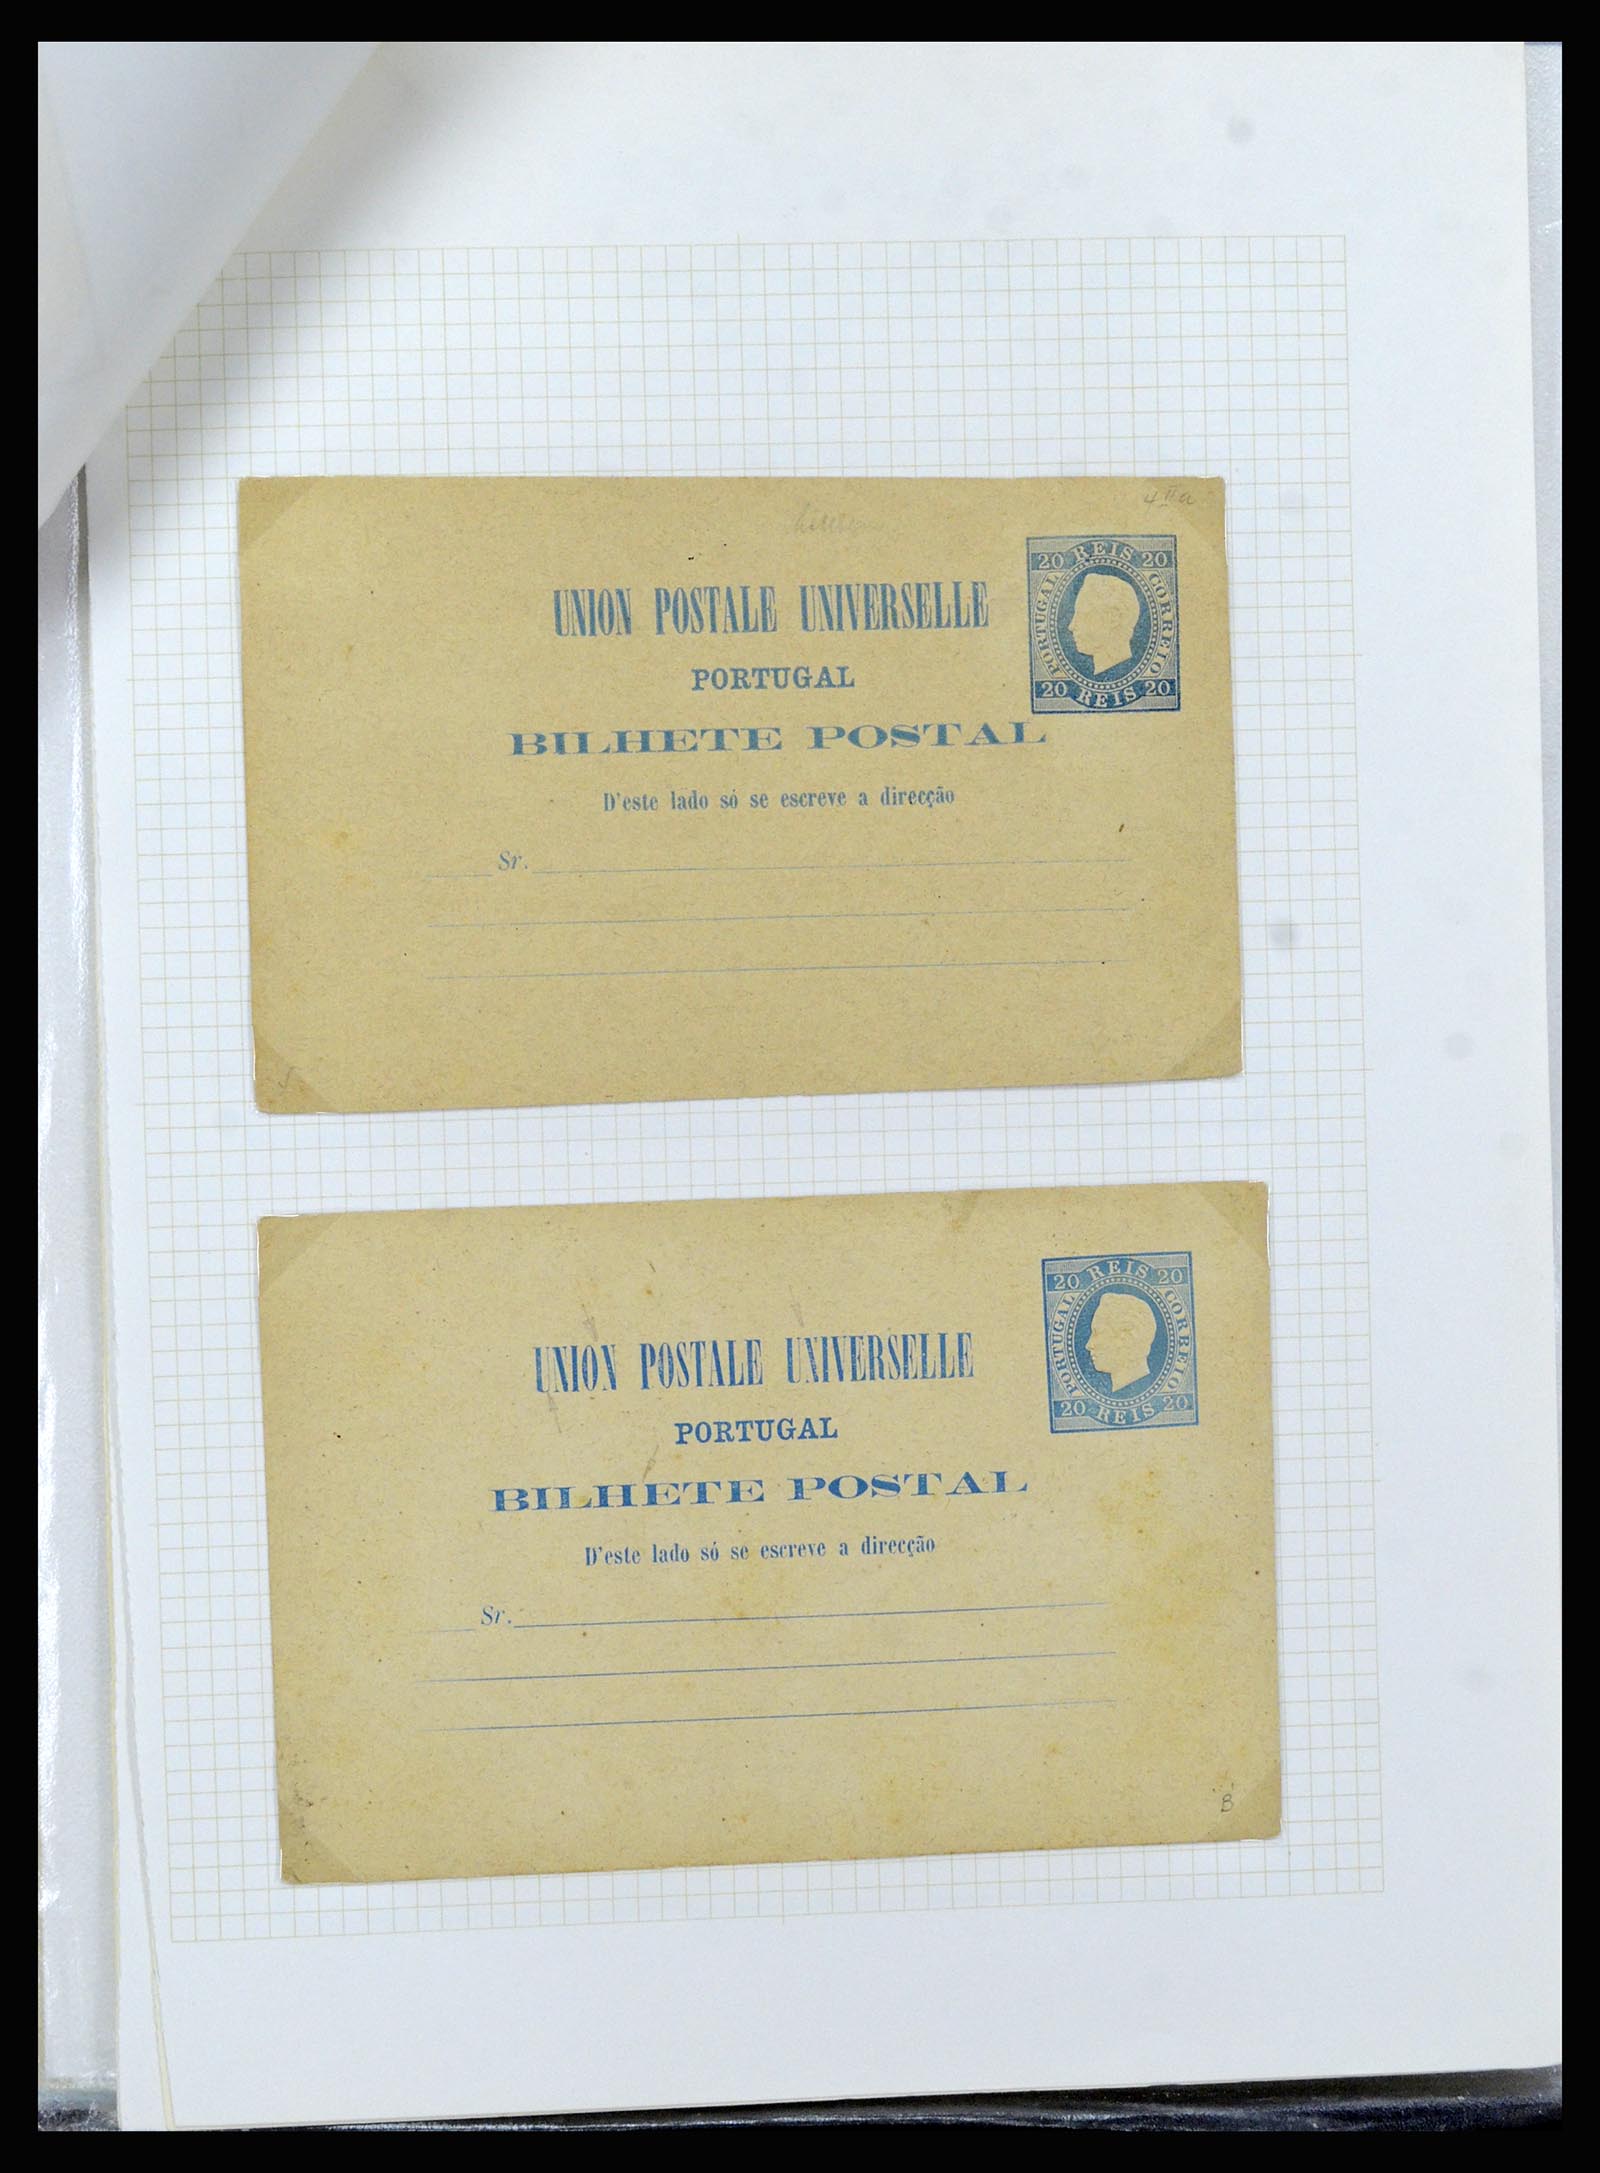 4 II a
20 REIS 20
PORTUGAL
CORREIO
20 REIS 20
UNION POSTALE UNIVERSELLE
PORTUGAL
BILHETE POSTAL
D'este lado só se escreve a direcção
Sr.
20 REIS 20
PORTUGAL
CORREIO
20 REIS 20
UNION POSTALE UNIVERSELLE
PORTUGAL
BILHETE POSTAL
D'este lado só se escreve a direcção
Sr.
B